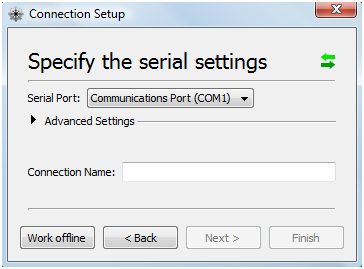 Connection Setup
Specify the serial settings
Serial Port: Communications Port (COM1)
Advanced Settings
Connection Name:
Work offline < Back Next > Finish